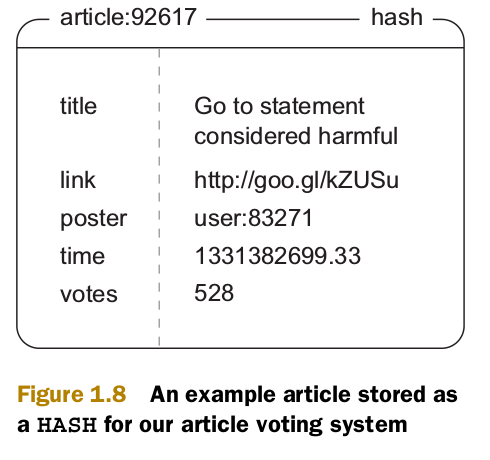 article:92617 hash
title Go to statement
considered harmful
link http://goo.gl/kZUSu
poster user:83271
time 1331382699.33
votes 528
Figure 1.8 An example article stored as
a HASH for our article voting system